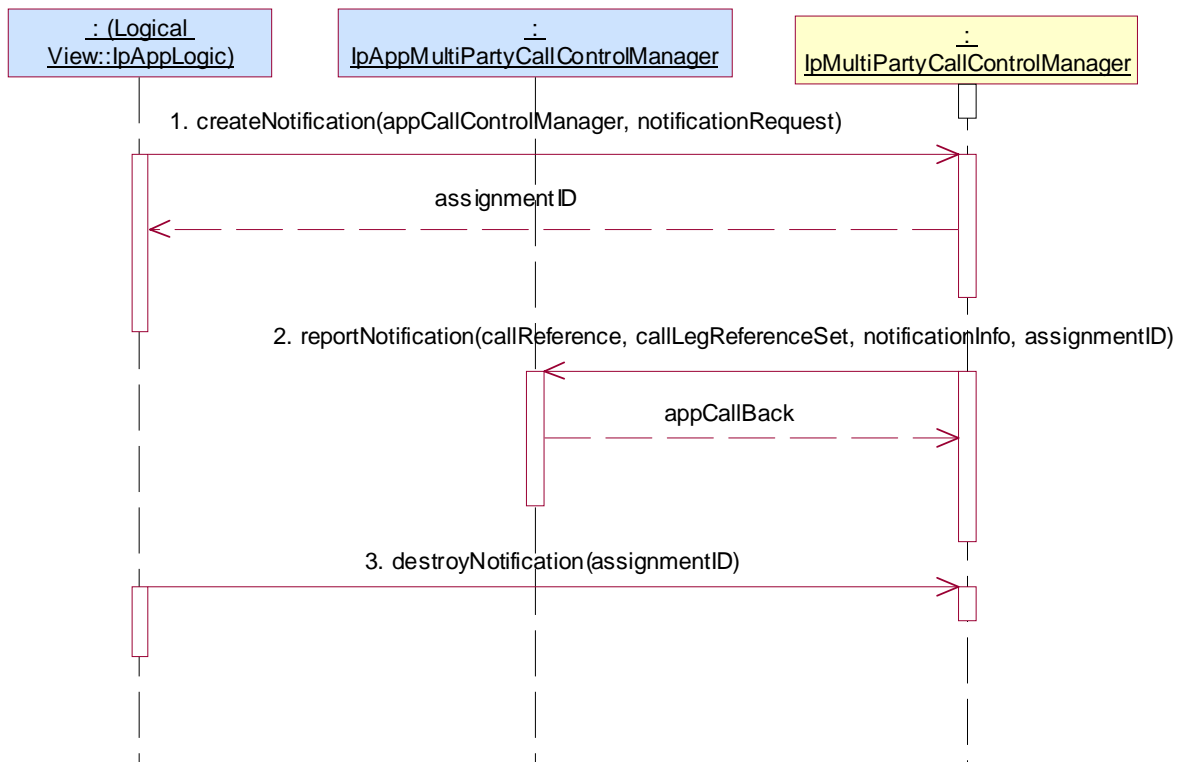 : (Logical
View::IpAppLogic)
:
IpAppMultiPartyCallControlManager
:
IpMultiPartyCallControlManager
1. createNotification(appCallControlManager, notificationRequest)
assignmentID
2. reportNotification(callReference, callLegReferenceSet, notificationInfo, assignmentID)
appCallBack
3. destroyNotification(assignmentID)